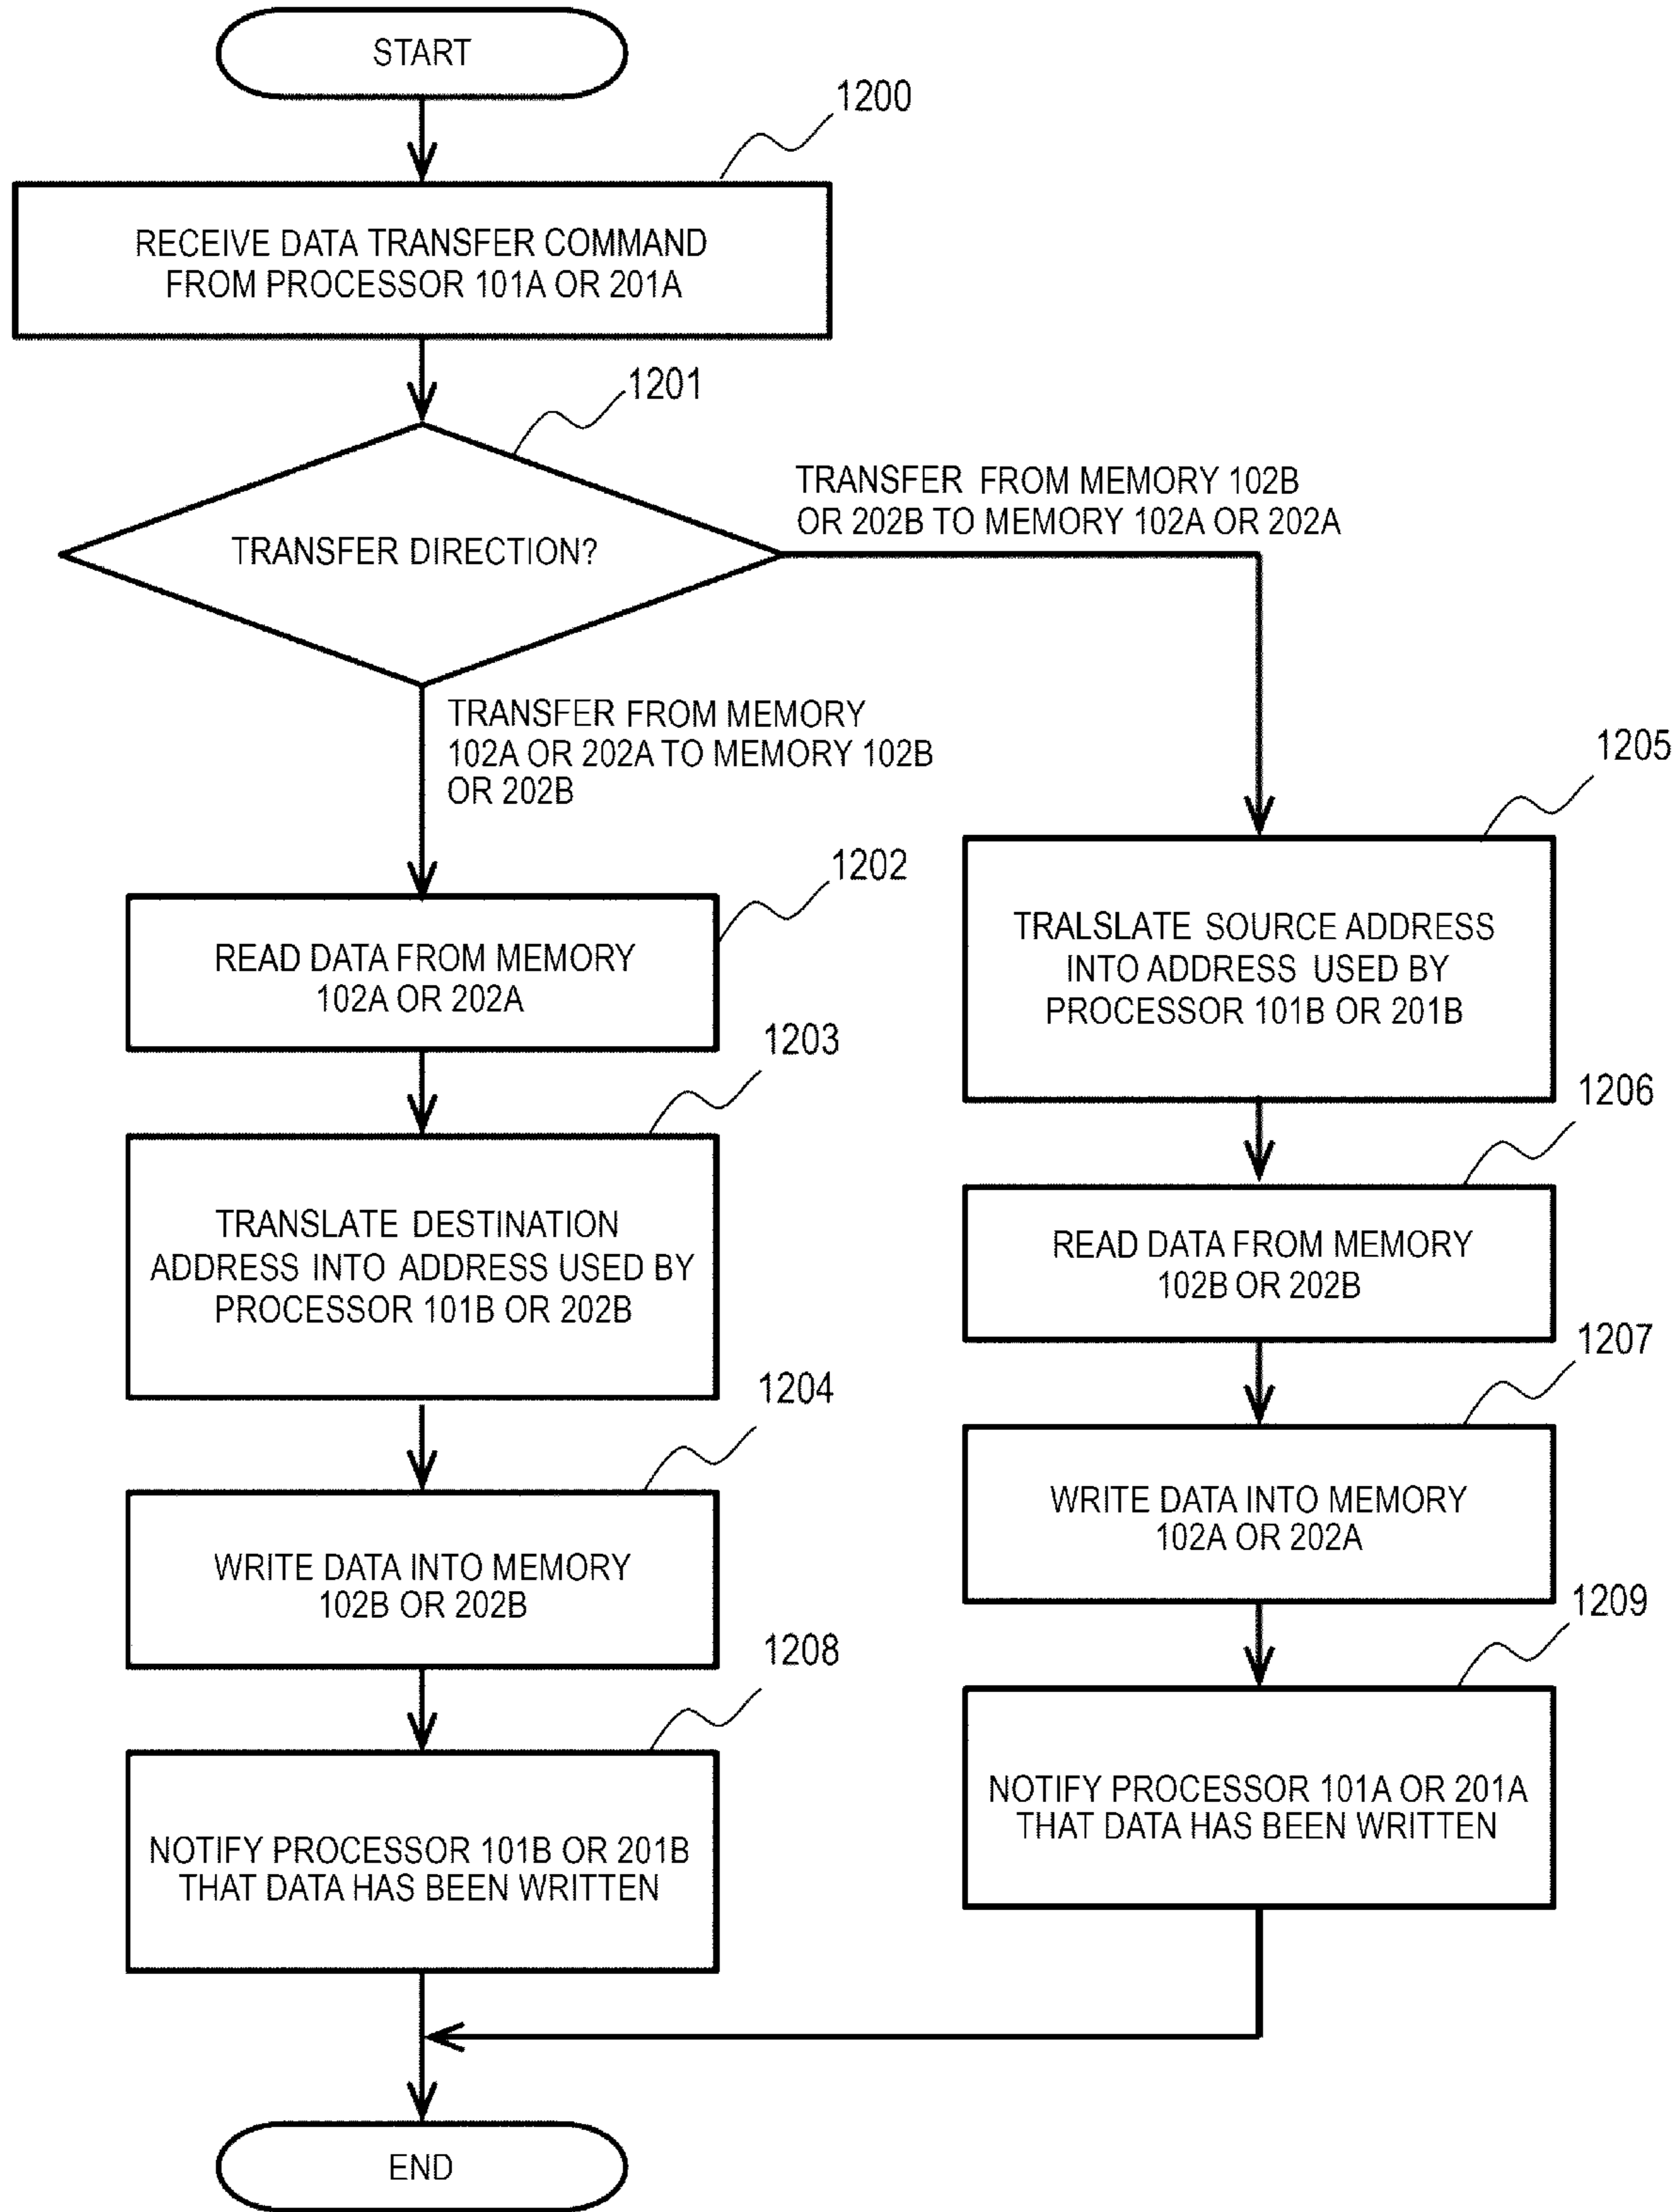 START
1200
RECEIVE DATA TRANSFER COMMAND
FROM PROCESSOR 101A OR 201A
1201
TRANSFER DIRECTION?
TRANSFER FROM MEMORY 102B
OR 202B TO MEMORY 102A OR 202A
TRANSFER FROM MEMORY
102A OR 202A TO MEMORY 102B
OR 202B
1202
READ DATA FROM MEMORY
102A OR 202A
1203
TRANSLATE DESTINATION
ADDRESS INTO ADDRESS USED BY
PROCESSOR 101B OR 202B
1204
WRITE DATA INTO MEMORY
102B OR 202B
1208
NOTIFY PROCESSOR 101B OR 201B
THAT DATA HAS BEEN WRITTEN
1205
TRALSLATE SOURCE ADDRESS
INTO ADDRESS USED BY
PROCESSOR 101B OR 201B
1206
READ DATA FROM MEMORY
102B OR 202B
1207
WRITE DATA INTO MEMORY
102A OR 202A
1209
NOTIFY PROCESSOR 101A OR 201A
THAT DATA HAS BEEN WRITTEN
END